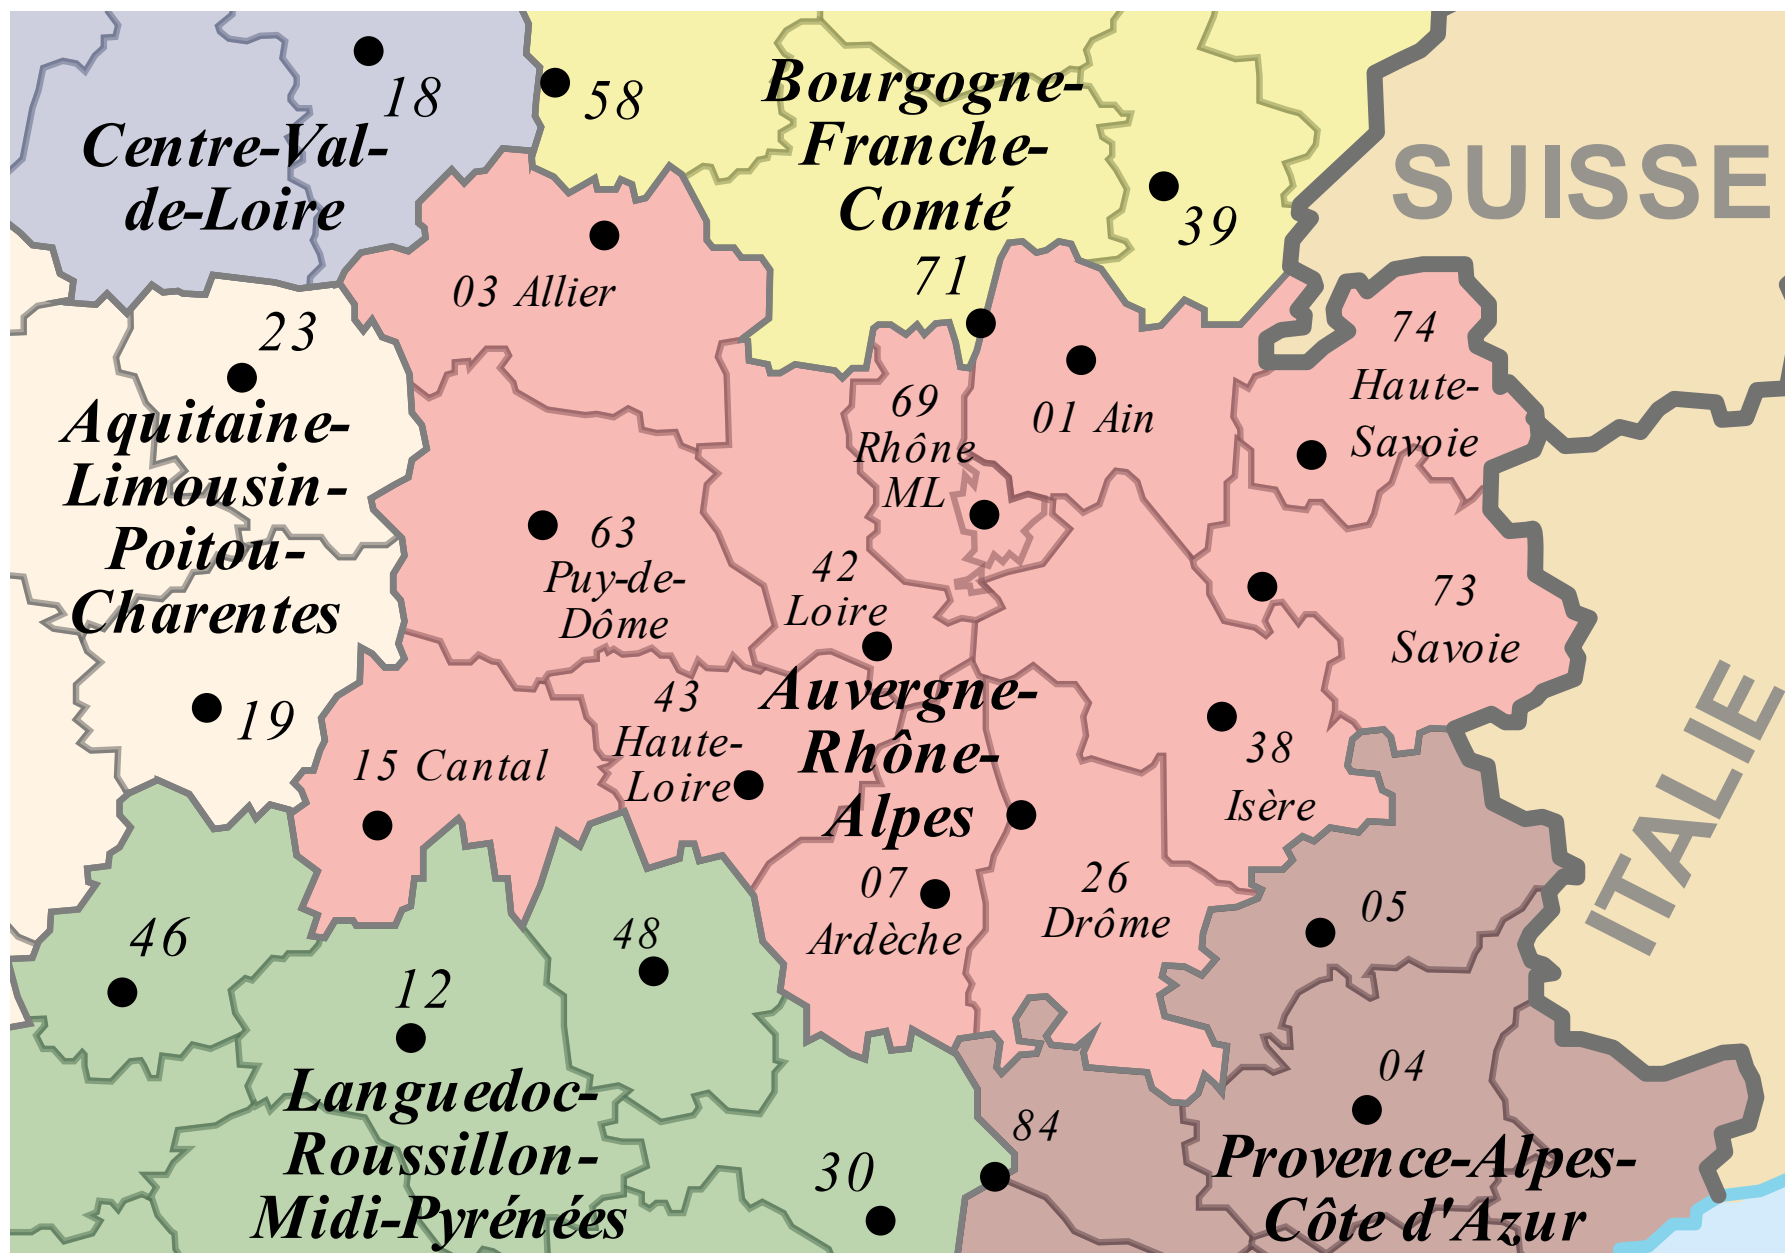 18
58
Bourgogne-
Franche-
Comté
Centre-Val-
de-Loire
SUISSE
39
71
03 Allier
23
74
Haute-
Savoie
69
Rhône
ML
01 Ain
Aquitaine-
Limousin-
Poitou-
Charentes
63
Puy-de-
Dôme
42
Loire
73
Savoie
19
43
Haute-
Loire
Auvergne-
Rhône-
Alpes
15 Cantal
38
Isère
ITALIE
07
Ardèche
26
Drôme
05
46
48
12
04
84
Languedoc-
Roussillon-
Midi-Pyrénées
30
Provence-Alpes-
Côte d'Azur